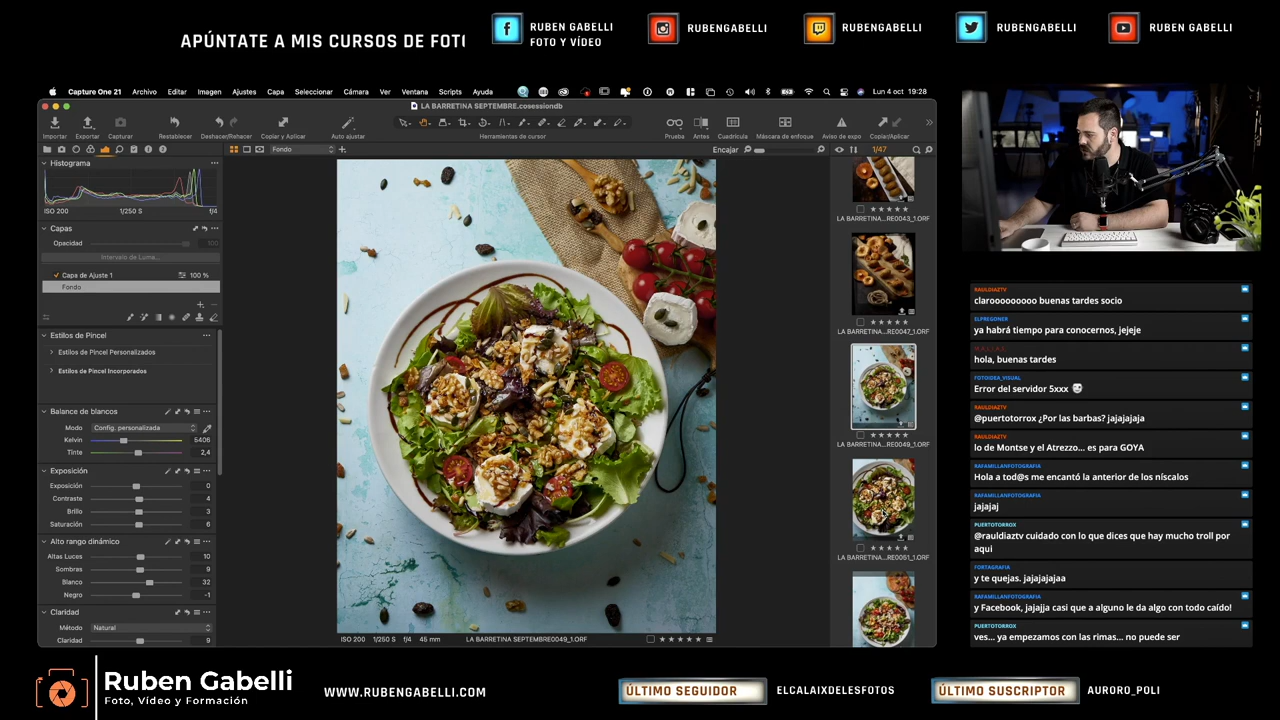 APÚNTATE A MIS CURSOS DE FOT
RUBEN GABELLI
FOTO Y VÍDEO
RUBENGABELLI
RUBENGABELLI
RUBENGABELLI
RUBEN GABELLI
Capture One 21 Archivo Editar Imagen Ajustes Capa Seleccionar Cámara Ver Ventana Scripts Ayuda
Lun 4 oct 19:28
LA BARRETINA SEPTEMBRE.cosessiondb
Importar Exportar Capturar Restablecer Deshacer/Rehacer Copiar y Aplicar Auto ajustar Herramientas de cursor Prueba Antes Cuadrícula Máscara de enfoque Aviso de expo Copiar/Aplicar
Fondo
Encajar
1/47
Histograma
ISO 200 1/250 S f/4
Capas
Opacidad 100
Intervalo de Luma...
Capa de Ajuste 1 100 %
Fondo
Estilos de Pincel
Estilos de Pincel Personalizados
Estilos de Pincel Incorporados
Balance de blancos
Modo Config. personalizada
Kelvin 5406
Tinte 2,4
Exposición
Exposición 0
Contraste 4
Brillo 3
Saturación 6
Alto rango dinámico
Altas Luces 10
Sombras 9
Blanco 32
Negro -1
Claridad
Método Natural
Claridad 9
ISO 200 1/250 S f/4 45 mm LA BARRETINA SEPTEMBRE0049_1.ORF
LA BARRETINA...RE0043_1.ORF
LA BARRETINA...RE0047_1.ORF
LA BARRETINA...RE0049_1.ORF
LA BARRETINA...RE0051_1.ORF
RAULDIAZTV
clarooooooooo buenas tardes socio
ELPREGONER
ya habrá tiempo para conocernos, jejeje
hola, buenas tardes
FOTOIDEA_VISUAL
Error del servidor 5xxx
RAULDIAZTV
@puertotorrox ¿Por las barbas? jajajajaja
RAULDIAZTV
lo de Montse y el Atrezzo... es para GOYA
RAFAMILLANFOTOGRAFIA
Hola a tod@s me encantó la anterior de los níscalos
RAFAMILLANFOTOGRAFIA
jajajaj
PUERTOTORROX
@rauldiaztv cuidado con lo que dices que hay mucho troll por
aqui
FORTAGRAFIA
y te quejas. jajajajajaa
RAFAMILLANFOTOGRAFIA
y Facebook, jajajja casi que a alguno le da algo con todo caído!
PUERTOTORROX
ves... ya empezamos con las rimas... no puede ser
Ruben Gabelli
Foto, Vídeo y Formación
WWW.RUBENGABELLI.COM
ÚLTIMO SEGUIDOR
ELCALAIXDELESFOTOS
ÚLTIMO SUSCRIPTOR
AURORO_POLI